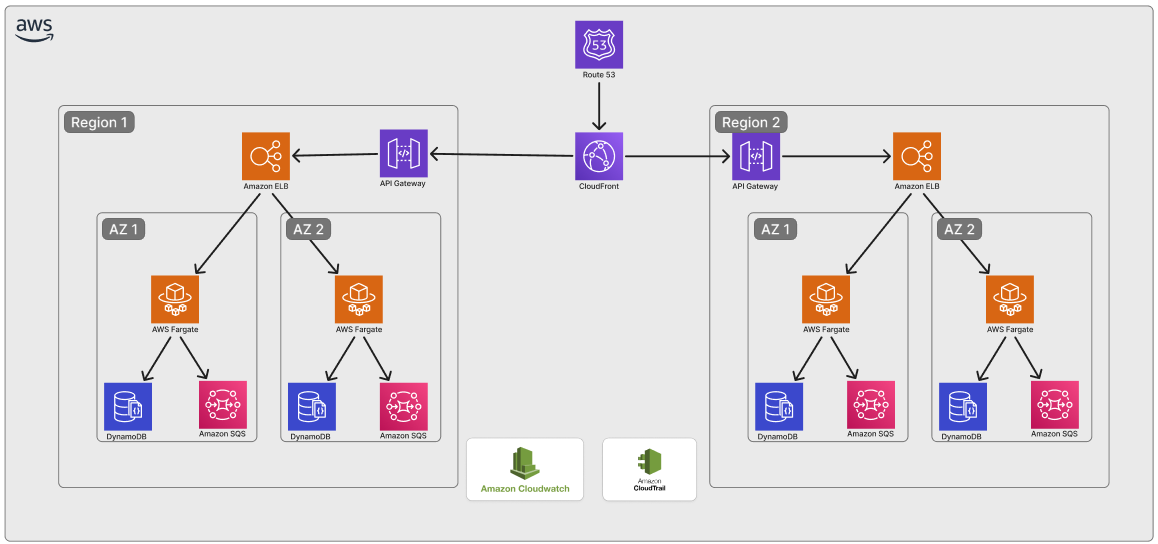 aws
53
Route 53
Region 1
Region 2
</>
API Gateway
Amazon ELB
CloudFront
</>
API Gateway
Amazon ELB
AZ 1
AZ 2
AZ 1
AZ 2
AWS Fargate
AWS Fargate
AWS Fargate
AWS Fargate
{}
DynamoDB
Amazon SQS
{}
DynamoDB
Amazon SQS
{}
DynamoDB
Amazon SQS
{}
DynamoDB
Amazon SQS
Amazon Cloudwatch
Amazon
CloudTrail